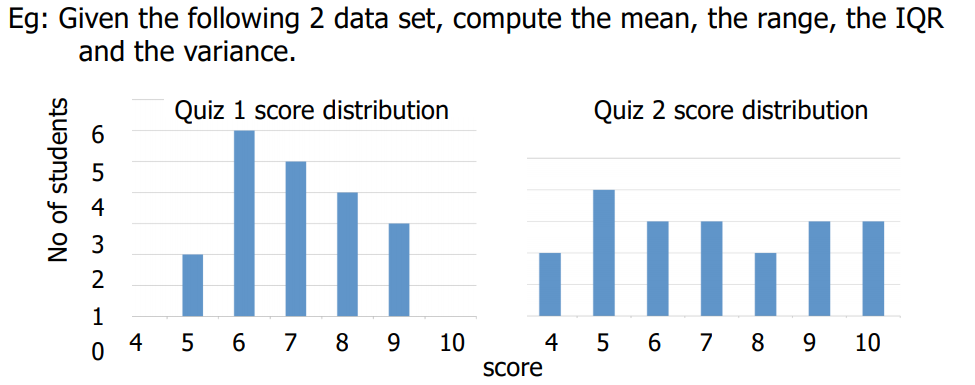 Eg: Given the following 2 data set, compute the mean, the range, the IQR
and the variance.
Quiz 1 score distribution
No of students
6
5
4
3
2
1
0
4 5 6 7 8 9 10
Quiz 2 score distribution
4 5 6 7 8 9 10
score